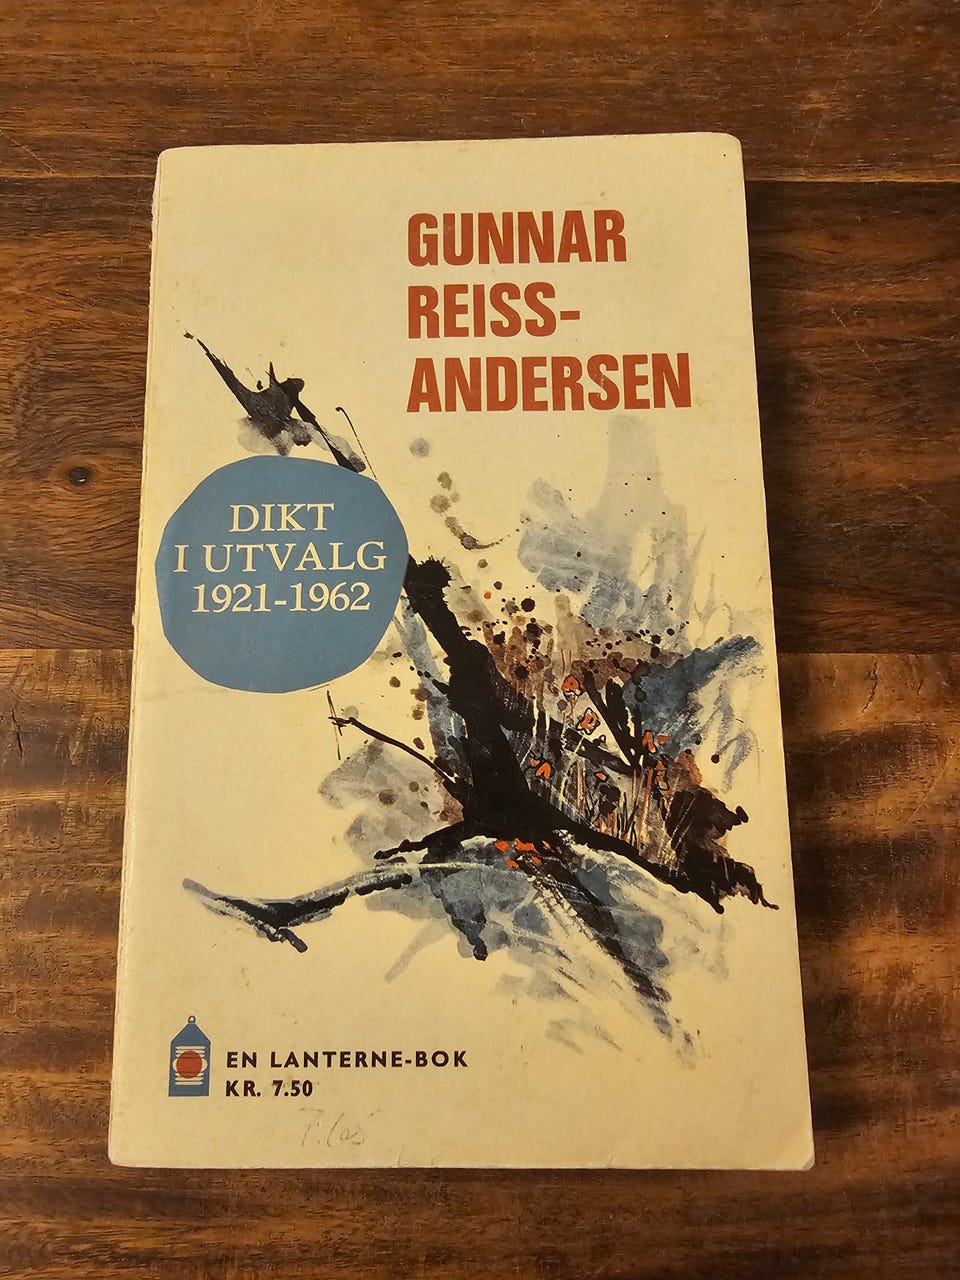 GUNNAR
REISS-
ANDERSEN
DIKT
I UTVALG
1921-1962
EN LANTERNE-BOK
KR. 7.50